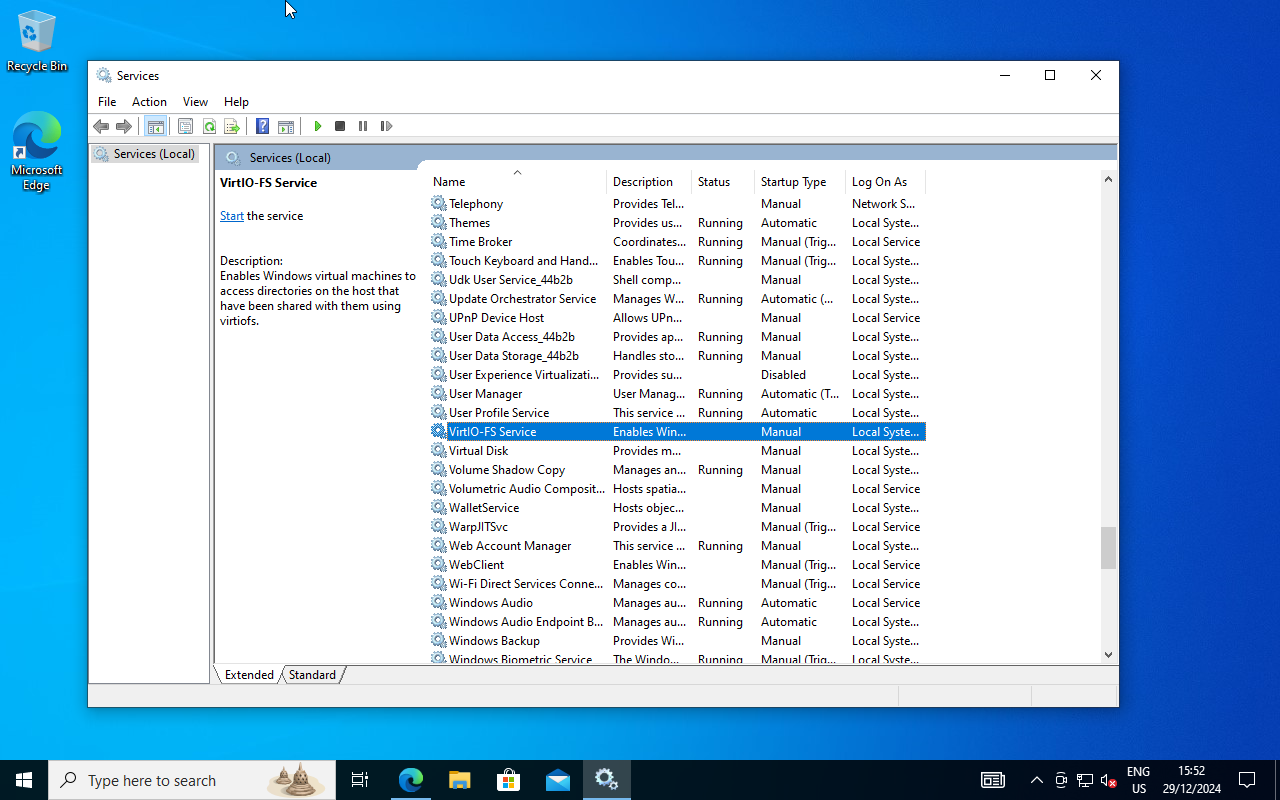 Recycle Bin
Microsoft
Edge
Services
File Action View Help
Services (Local)
Services (Local)
VirtIO-FS Service
Start the service
Description:
Enables Windows virtual machines to
access directories on the host that
have been shared with them using
virtiofs.
Name Description Status Startup Type Log On As
Telephony Provides Tel... Manual Network S...
Themes Provides us... Running Automatic Local Syste...
Time Broker Coordinates... Running Manual (Trig... Local Service
Touch Keyboard and Hand... Enables Tou... Running Manual (Trig... Local Syste...
Udk User Service_44b2b Shell comp... Manual Local Syste...
Update Orchestrator Service Manages W... Running Automatic (... Local Syste...
UPnP Device Host Allows UPn... Manual Local Service
User Data Access_44b2b Provides ap... Running Manual Local Syste...
User Data Storage_44b2b Handles sto... Running Manual Local Syste...
User Experience Virtualizati... Provides su... Disabled Local Syste...
User Manager User Manag... Running Automatic (T... Local Syste...
User Profile Service This service ... Running Automatic Local Syste...
VirtIO-FS Service Enables Win... Manual Local Syste...
Virtual Disk Provides m... Manual Local Syste...
Volume Shadow Copy Manages an... Running Manual Local Syste...
Volumetric Audio Composit... Hosts spatia... Manual Local Service
WalletService Hosts objec... Manual Local Syste...
WarpJITSvc Provides a JI... Manual (Trig... Local Service
Web Account Manager This service ... Running Manual Local Syste...
WebClient Enables Win... Manual (Trig... Local Service
Wi-Fi Direct Services Conne... Manages co... Manual (Trig... Local Service
Windows Audio Manages au... Running Automatic Local Service
Windows Audio Endpoint B... Manages au... Running Automatic Local Syste...
Windows Backup Provides Wi... Manual Local Syste...
Windows Biometric Service The Windo... Running Manual (Trig... Local Syste...
Extended Standard
Type here to search
ENG
US
15:52
29/12/2024